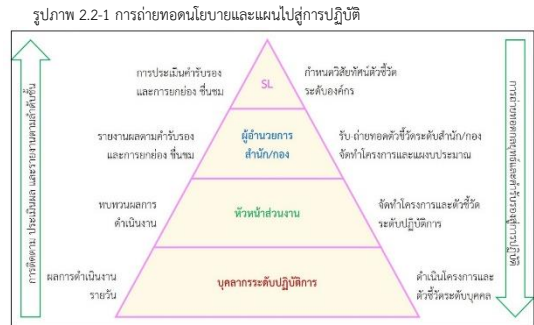 รูปภาพ 2.2-1 การถ่ายทอดนโยบายและแผนไปสู่การปฏิบัติ
การประเมินคำรับรอง
และการยกย่อง ชื่นชม
SL
กำหนดวิสัยทัศน์ตัวชี้วัด
ระดับองค์กร
รายงานผลตามคำรับรอง
และการยกย่อง ชื่นชม
ผู้อำนวยการ
สำนัก/กอง
รับ-ถ่ายทอดตัวชี้วัดระดับสำนัก/กอง
จัดทำโครงการและแผงบประมาณ
ทบทวนผลการ
ดำเนินงาน
หัวหน้าส่วนงาน
จัดทำโครงการและตัวชี้วัด
ระดับปฏิบัติการ
ผลการดำเนินงาน
รายวัน
บุคลากรระดับปฏิบัติการ
ดำเนินโครงการและ
ตัวชี้วัดระดับบุคคล
การติดตาม ประเมินผล และรายงานตามลำดับชั้น
การถ่ายทอดกลยุทธ์และคำรับรองสู่การปฏิบัติ